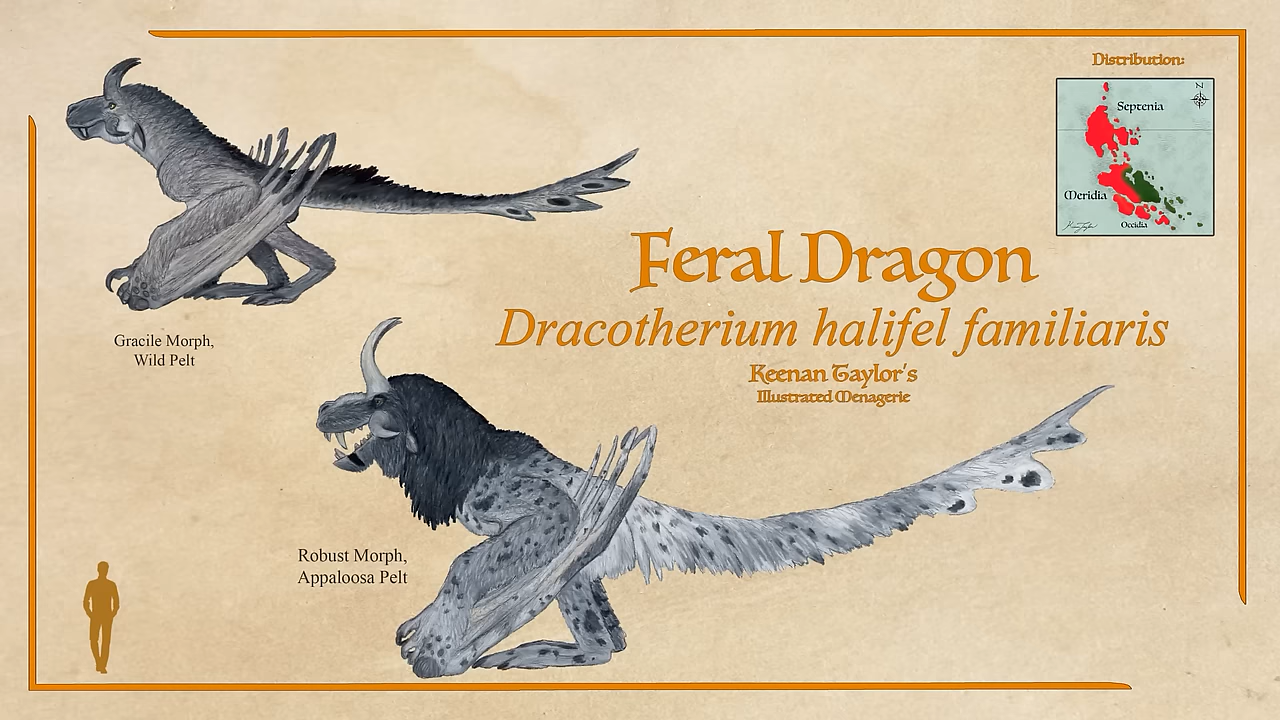 Distribution:
N
Septenia
Meridia
Occidia
Feral Dragon
Dracotherium halifel familiaris
Keenan Taylor's
Illustrated Menagerie
Gracile Morph,
Wild Pelt
Robust Morph,
Appaloosa Pelt